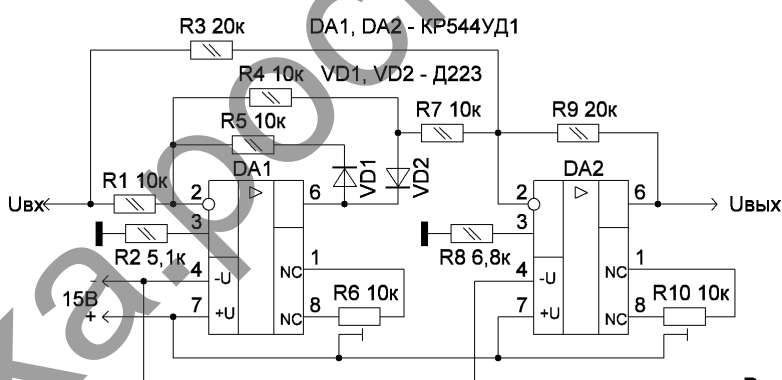 R3 20к
DA1, DA2 - КР544УД1
R4 10к
VD1, VD2 - Д223
R5 10к
R7 10к
R9 20к
DA1
VD1
VD2
DA2
R1 10к
2
6
2
6
Uвх
Uвых
3
3
R2 5,1к
R8 6,8к
4
-U
1
NC
4
-U
1
NC
-
15В
+
7
+U
8
NC
R6 10к
7
+U
8
NC
R10 10к
ка.рос